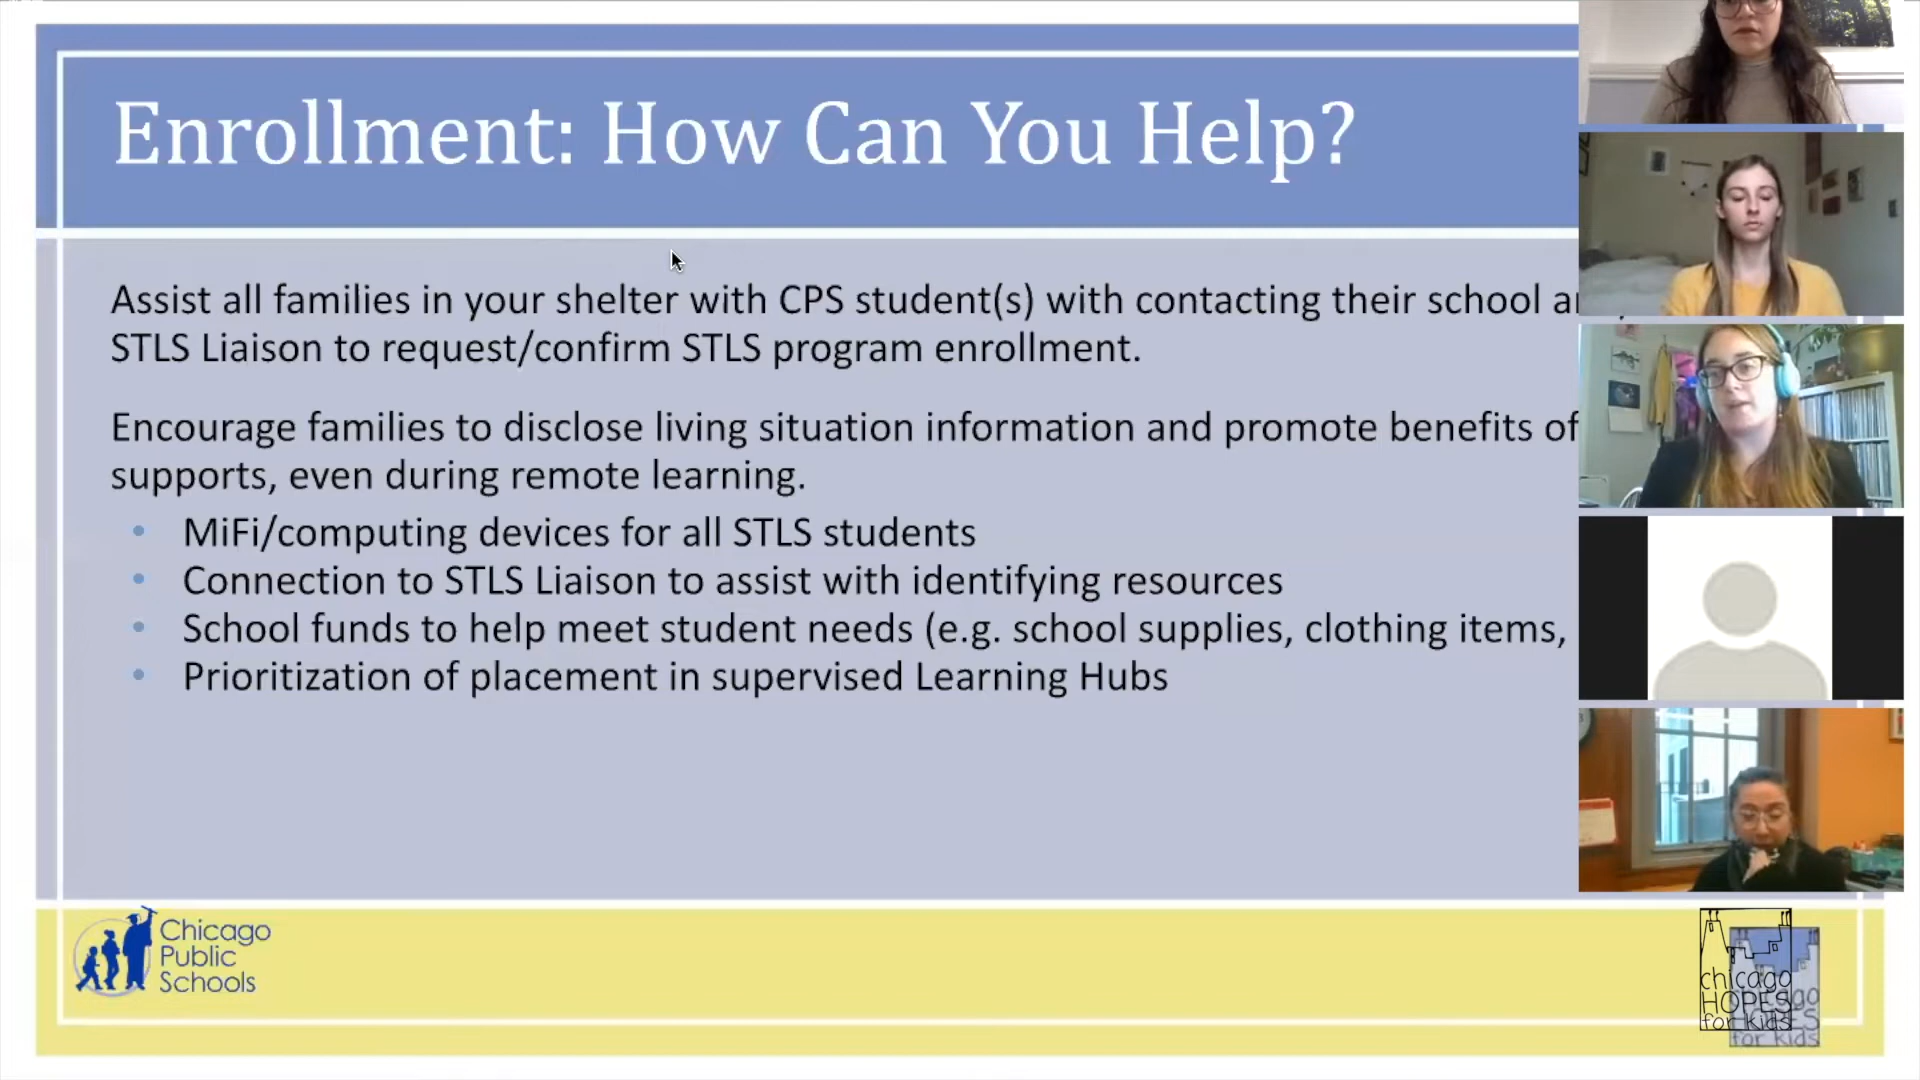 Enrollment: How Can You Help?
Assist all families in your shelter with CPS student(s) with contacting their school
STLS Liaison to request/confirm STLS program enrollment.
Encourage families to disclose living situation information and promote benefits of
supports, even during remote learning.
• MiFi/computing devices for all STLS students
• Connection to STLS Liaison to assist with identifying resources
• School funds to help meet student needs (e.g. school supplies, clothing items,
• Prioritization of placement in supervised Learning Hubs
Chicago
Public
Schools
chicago
HOPES
for kids